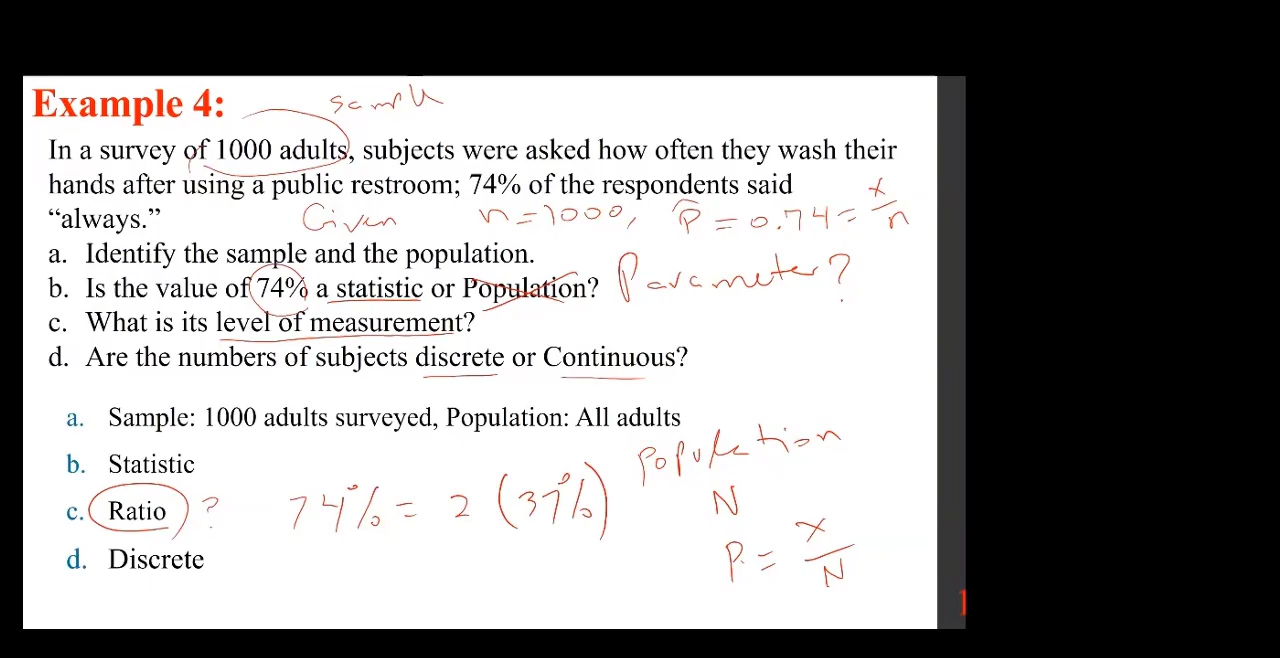 Example 4:
sample
In a survey of 1000 adults, subjects were asked how often they wash their
hands after using a public restroom; 74% of the respondents said
“always.”
Given n=1000, p̂ = 0.74 = x/n
a. Identify the sample and the population.
b. Is the value of 74% a statistic or Population? Parameter?
c. What is its level of measurement?
d. Are the numbers of subjects discrete or Continuous?
a. Sample: 1000 adults surveyed, Population: All adults
population
b. Statistic
N
c. Ratio ? 74% = 2 (37%)
d. Discrete
P = x/N
1